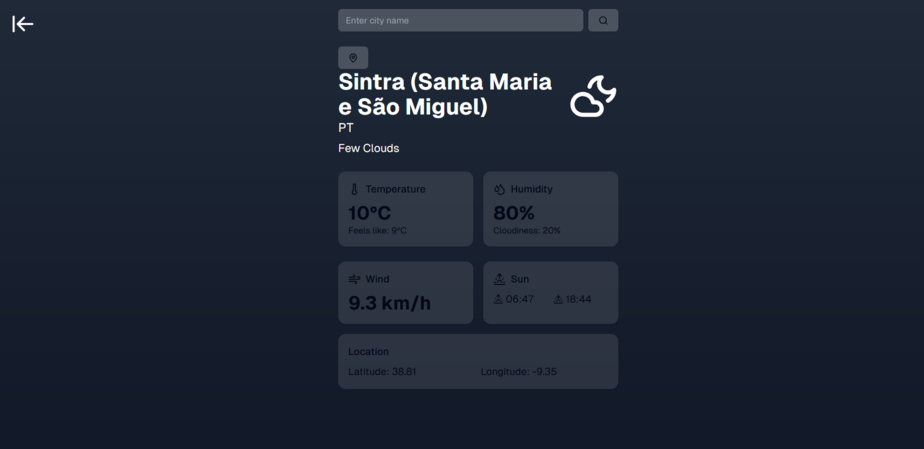 Enter city name
Sintra (Santa Maria
e São Miguel)
PT
Few Clouds
Temperature
10°C
Feels like: 9°C
Humidity
80%
Cloudiness: 20%
Wind
9.3 km/h
Sun
06:47 18:44
Location
Latitude: 38.81 Longitude: -9.35